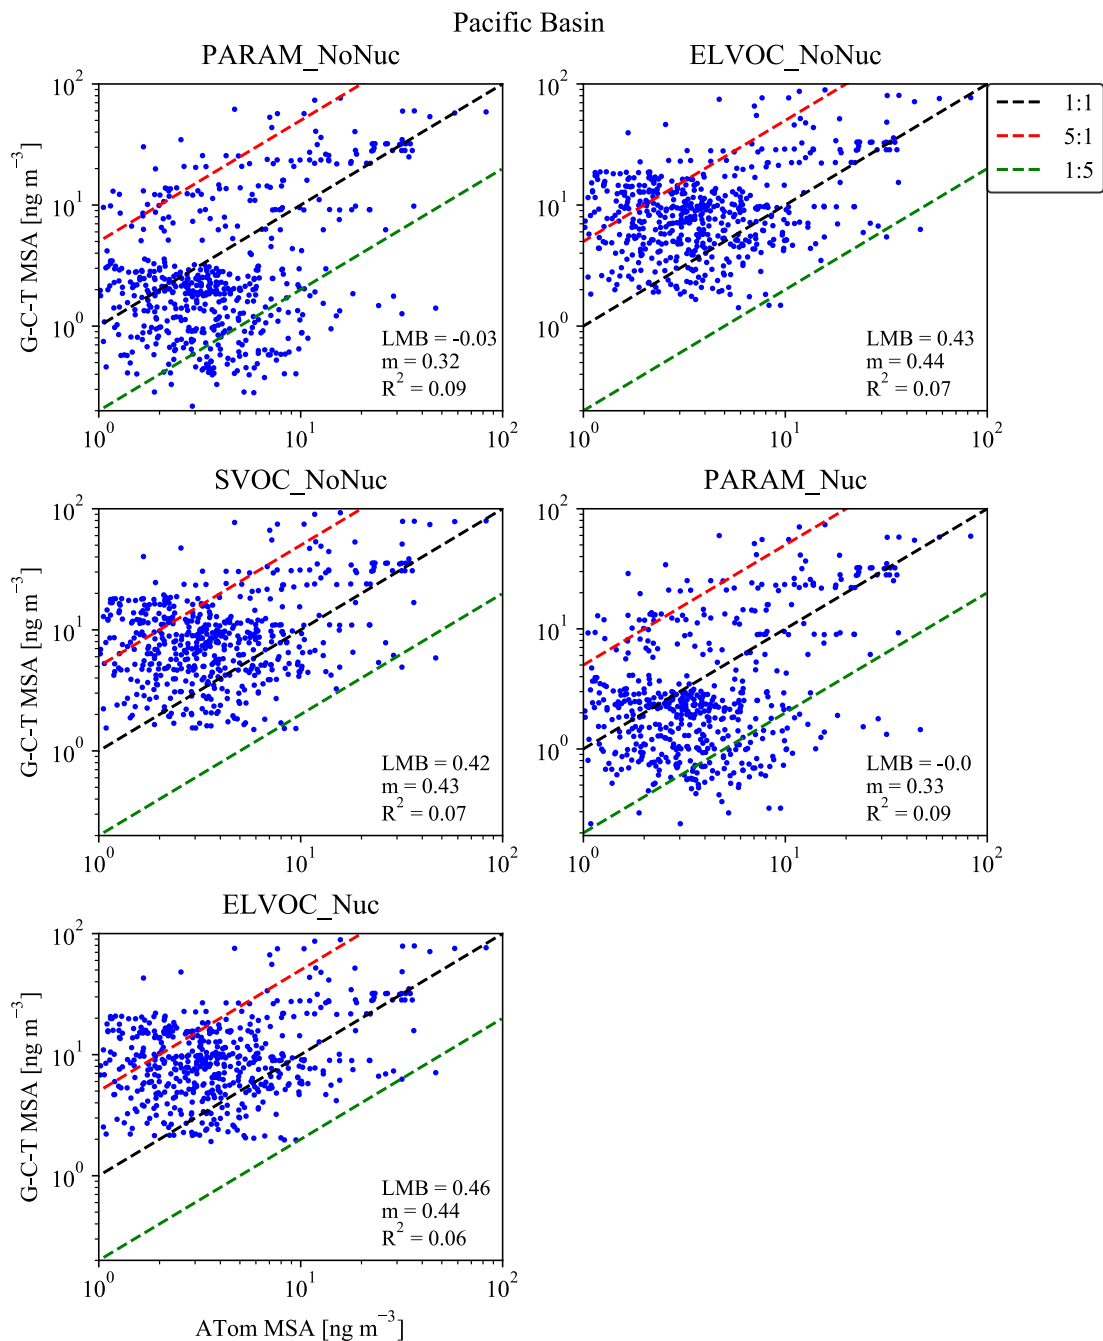 Pacific Basin
PARAM_NoNuc
ELVOC_NoNuc
1:1
5:1
1:5
G-C-T MSA [ng m⁻³]
10²
10¹
10⁰
LMB = -0.03
m = 0.32
R² = 0.09
10⁰ 10¹ 10²
10²
10¹
10⁰
LMB = 0.43
m = 0.44
R² = 0.07
10⁰ 10¹ 10²
SVOC_NoNuc
PARAM_Nuc
G-C-T MSA [ng m⁻³]
10²
10¹
10⁰
LMB = 0.42
m = 0.43
R² = 0.07
10⁰ 10¹ 10²
10²
10¹
10⁰
LMB = -0.0
m = 0.33
R² = 0.09
10⁰ 10¹ 10²
ELVOC_Nuc
G-C-T MSA [ng m⁻³]
10²
10¹
10⁰
LMB = 0.46
m = 0.44
R² = 0.06
10⁰ 10¹ 10²
ATom MSA [ng m⁻³]